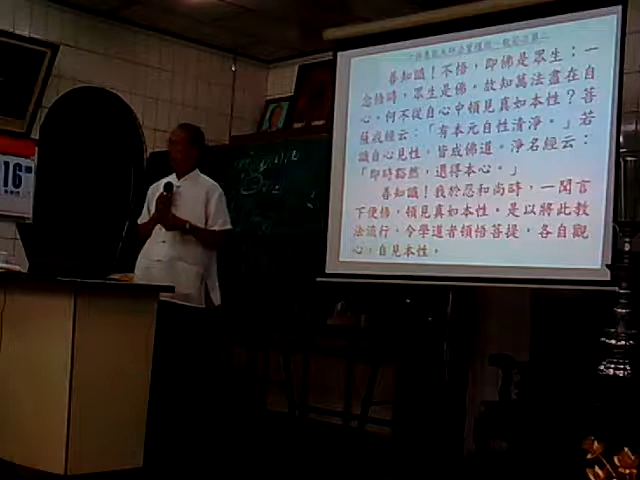 善知識！不悟，即佛是眾生；一
念悟時，眾生是佛。故知萬法盡在自
心，何不從自心中頓見真如本性？菩
薩戒經云：「我本元自性清淨。」若
識自心見性，皆成佛道。淨名經云：
「即時豁然，還得本心。」
善知識！我於忍和尚時，一聞言
下便悟，頓見真如本性。是以將此教
法流行，令學道者頓悟菩提，各自觀
心，自見本性。
16